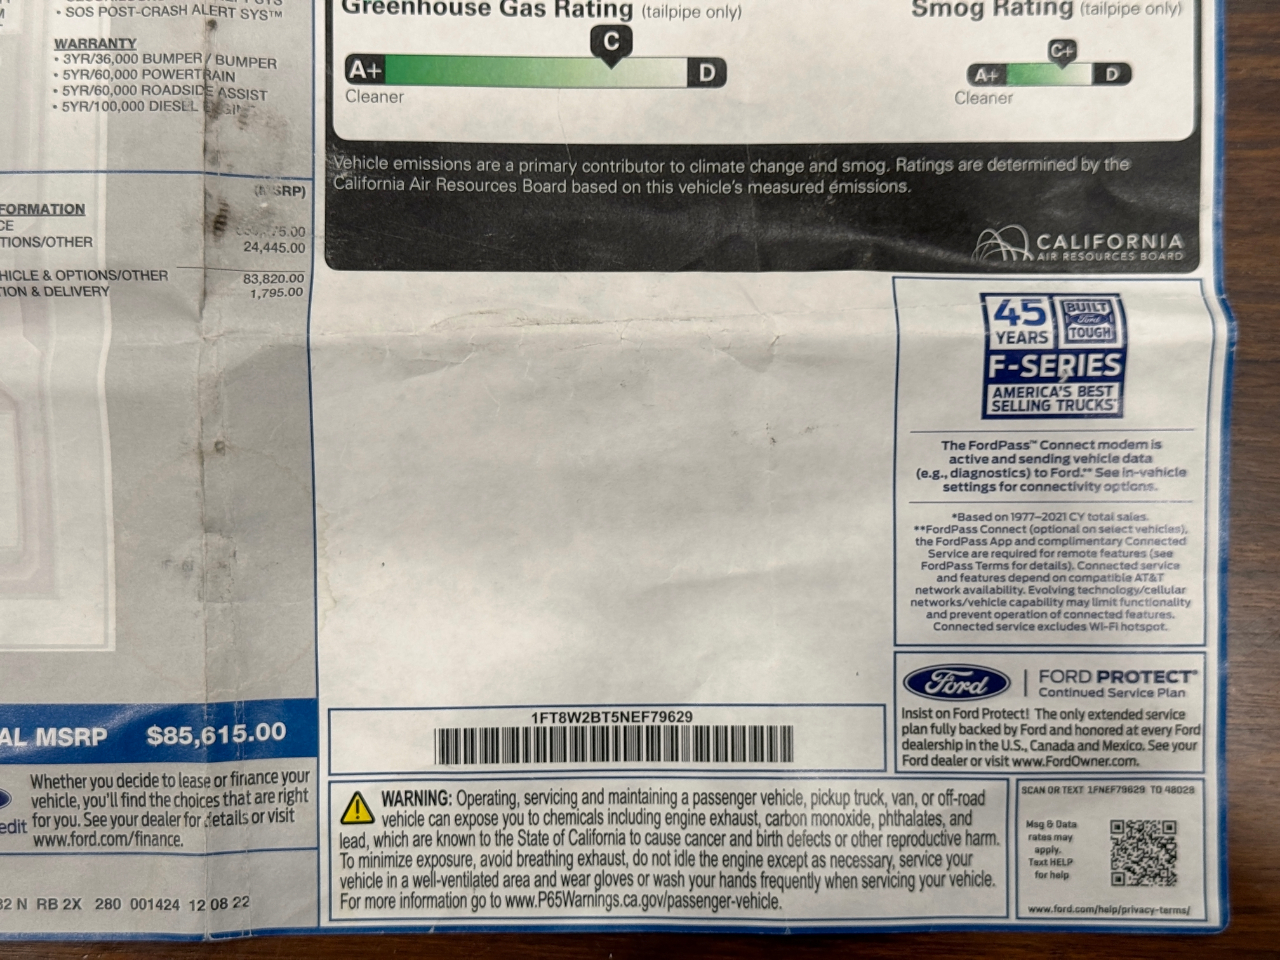 • SOS POST-CRASH ALERT SYS™
WARRANTY
• 3YR/36,000 BUMPER / BUMPER
• 5YR/60,000 POWERTRAIN
• 5YR/60,000 ROADSIDE ASSIST
• 5YR/100,000 DIESEL
(MSRP)
FORMATION
CE
75.00
TIONS/OTHER
24,445.00
HICLE & OPTIONS/OTHER
83,820.00
ION & DELIVERY
1,795.00
AL MSRP $85,615.00
Whether you decide to lease or finance your
vehicle, you'll find the choices that are right
edit for you. See your dealer for details or visit
www.ford.com/finance.
32 N RB 2X 280 001424 12 08 22
Greenhouse Gas Rating (tailpipe only)
C
A+
D
Cleaner
Smog Rating (tailpipe only)
C+
A+
D
Cleaner
Vehicle emissions are a primary contributor to climate change and smog. Ratings are determined by the
California Air Resources Board based on this vehicle's measured emissions.
CALIFORNIA
AIR RESOURCES BOARD
45
YEARS
BUILT
Ford
TOUGH
F-SERIES
AMERICA'S BEST
SELLING TRUCKS*
The FordPass™ Connect modem is
active and sending vehicle data
(e.g., diagnostics) to Ford.** See in-vehicle
settings for connectivity options.
*Based on 1977–2021 CY total sales.
**FordPass Connect (optional on select vehicles),
the FordPass App and complimentary Connected
Service are required for remote features (see
FordPass Terms for details). Connected service
and features depend on compatible AT&T
network availability. Evolving technology/cellular
networks/vehicle capability may limit functionality
and prevent operation of connected features.
Connected service excludes Wi-Fi hotspot.
1FT8W2BT5NEF79629
Ford
FORD PROTECT®
Continued Service Plan
Insist on Ford Protect! The only extended service
plan fully backed by Ford and honored at every Ford
dealership in the U.S., Canada and Mexico. See your
Ford dealer or visit www.FordOwner.com.
WARNING: Operating, servicing and maintaining a passenger vehicle, pickup truck, van, or off-road
vehicle can expose you to chemicals including engine exhaust, carbon monoxide, phthalates, and
lead, which are known to the State of California to cause cancer and birth defects or other reproductive harm.
To minimize exposure, avoid breathing exhaust, do not idle the engine except as necessary, service your
vehicle in a well-ventilated area and wear gloves or wash your hands frequently when servicing your vehicle.
For more information go to www.P65Warnings.ca.gov/passenger-vehicle.
SCAN OR TEXT 1FNEF79629 TO 48028
Msg & Data
rates may
apply.
Text HELP
for help
www.ford.com/help/privacy-terms/